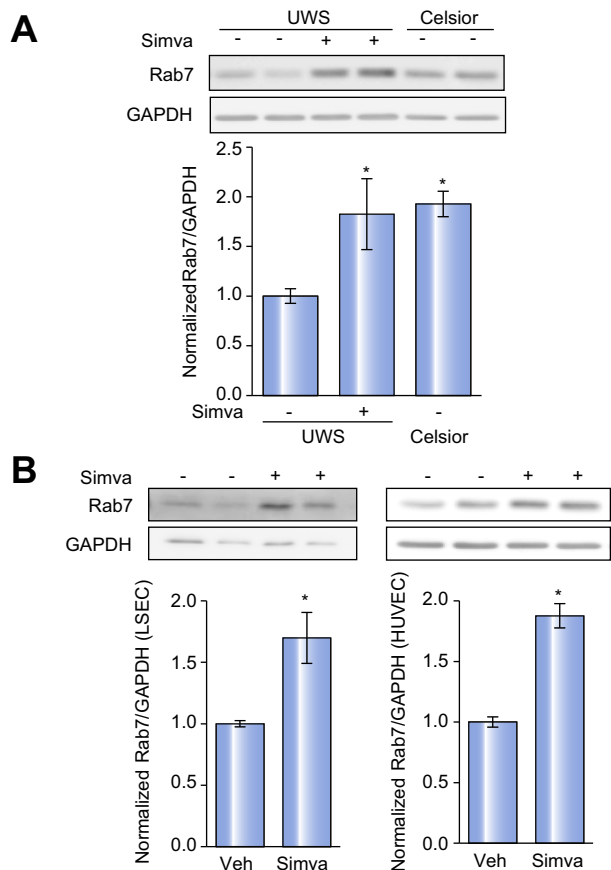 A
UWS Celsior
Simva - - + + - -
Rab7
GAPDH
Normalized Rab7/GAPDH
2.5
2.0
1.5
1.0
0.5
0.0
* *
Simva - + -
UWS Celsior
B
Simva - - + + - - + +
Rab7
GAPDH
Normalized Rab7/GAPDH (LSEC)
2.0
1.5
1.0
0.5
0.0
*
Veh Simva
Normalized Rab7/GAPDH (HUVEC)
2.0
1.5
1.0
0.5
0.0
*
Veh Simva